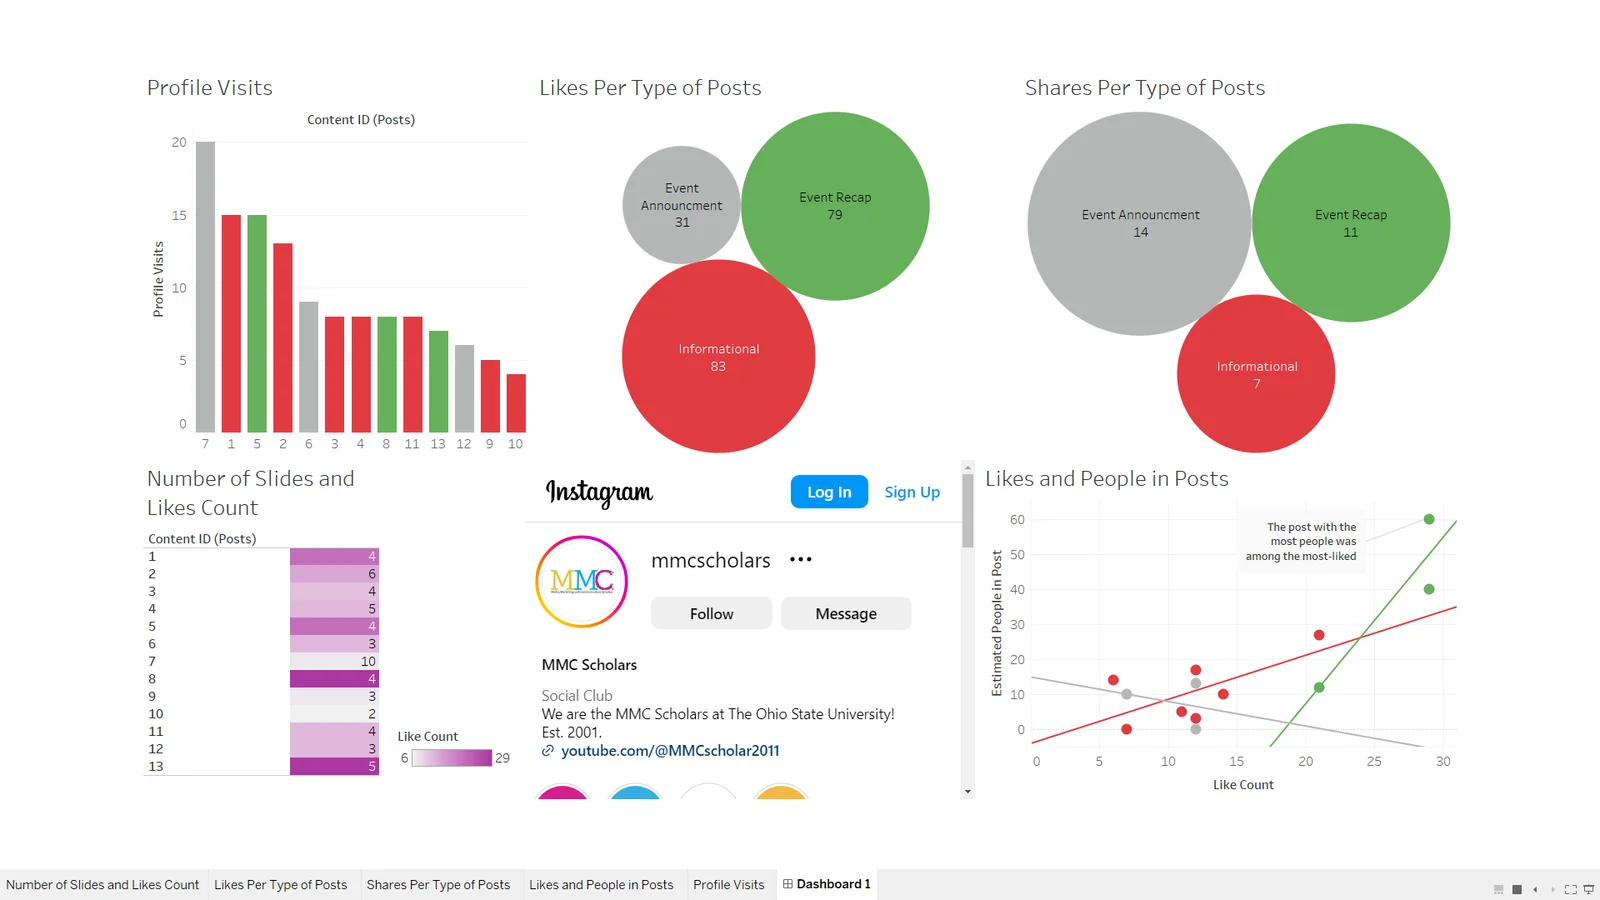 Profile Visits
Content ID (Posts)
Profile Visits
20
15
10
5
0
7 1 5 2 6 3 4 8 11 13 12 9 10
Likes Per Type of Posts
Event
Announcment
31
Event Recap
79
Informational
83
Shares Per Type of Posts
Event Announcment
14
Event Recap
11
Informational
7
Number of Slides and
Likes Count
Content ID (Posts)
1 4
2 6
3 4
4 5
5 4
6 3
7 10
8 4
9 3
10 2
11 4
12 3
13 5
Like Count
6 29
Instagram
Log In
Sign Up
MMC
mmcscholars
Follow
Message
MMC Scholars
Social Club
We are the MMC Scholars at The Ohio State University!
Est. 2001.
youtube.com/@MMCscholar2011
Likes and People in Posts
Estimated People in Post
60
50
40
30
20
10
0
The post with the
most people was
among the most-liked
0 5 10 15 20 25 30
Like Count
Number of Slides and Likes Count
Likes Per Type of Posts
Shares Per Type of Posts
Likes and People in Posts
Profile Visits
Dashboard 1